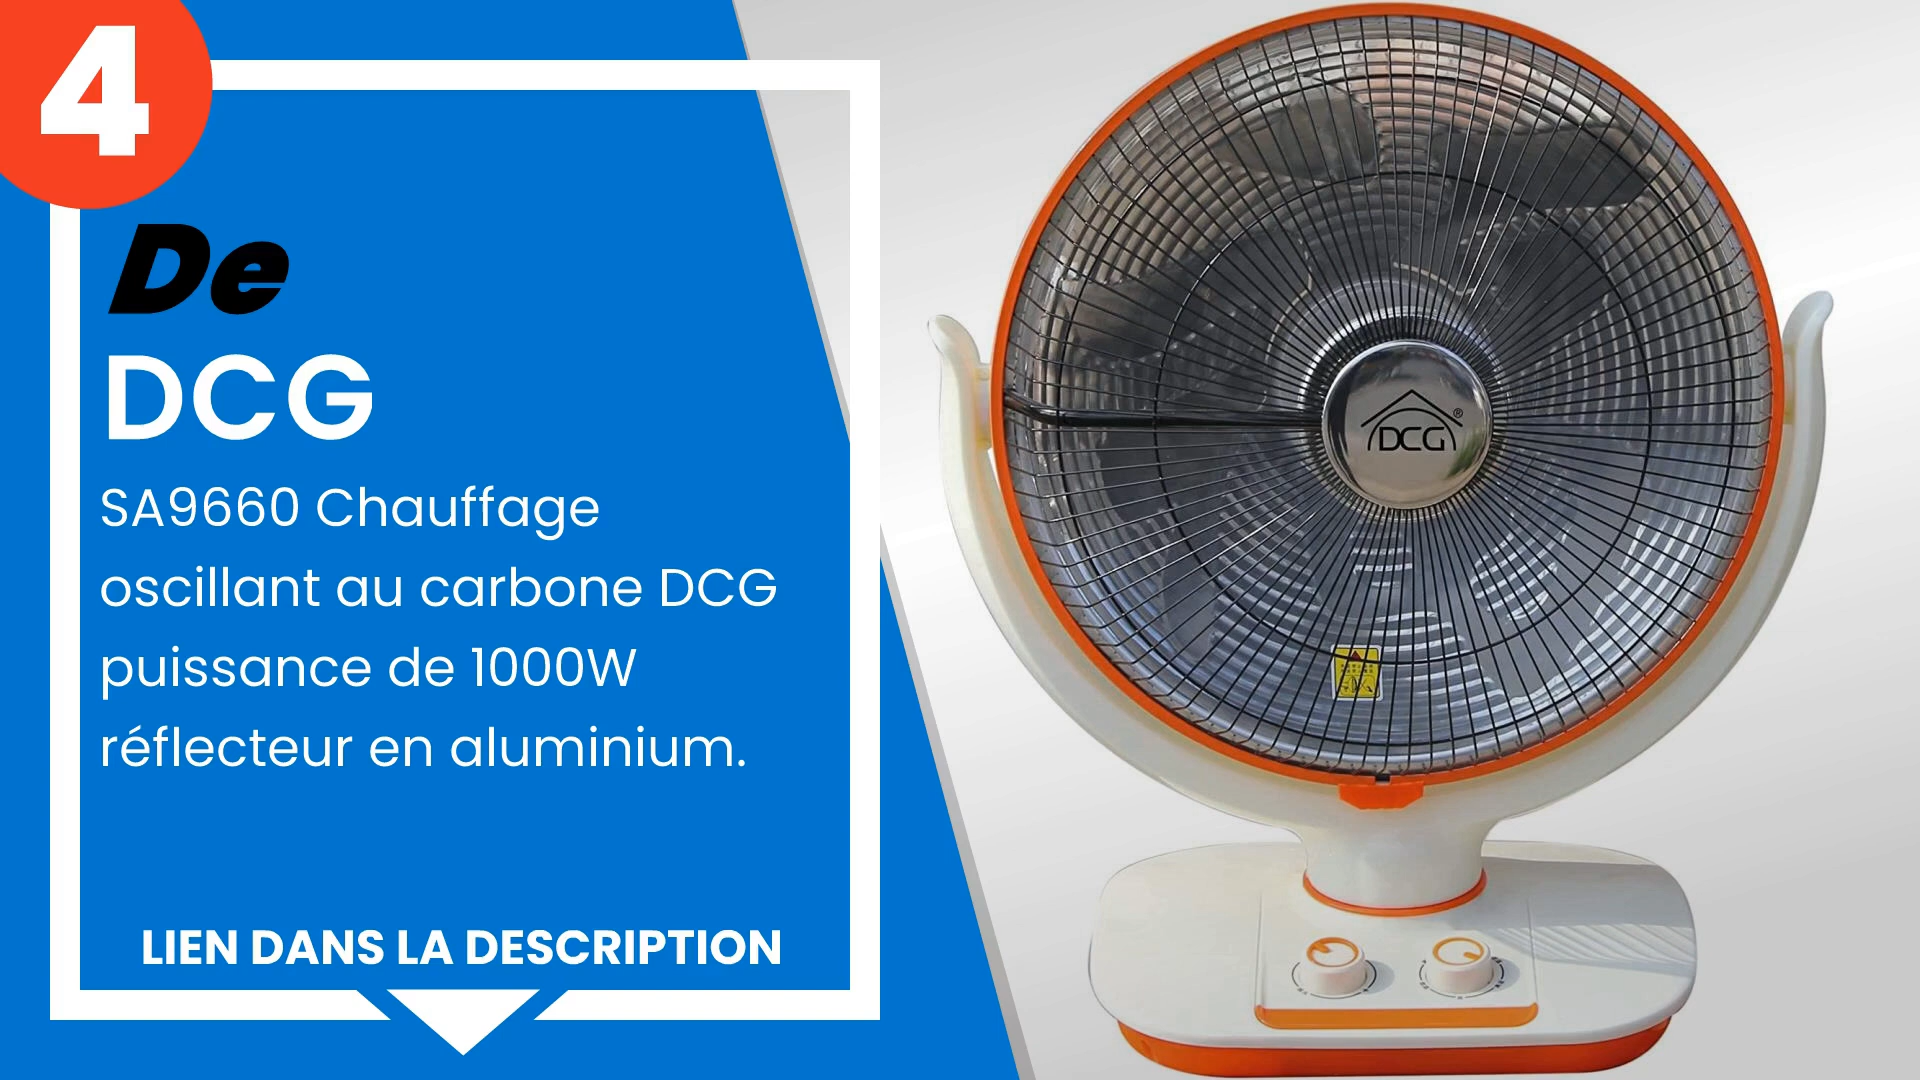 4
De
DCG
SA9660 Chauffage
oscillant au carbone DCG
puissance de 1000W
réflecteur en aluminium.
LIEN DANS LA DESCRIPTION
DCG®